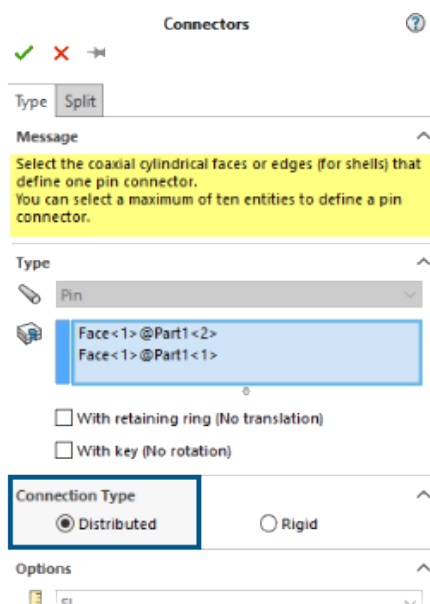 Connectors
Type Split
Message
Select the coaxial cylindrical faces or edges (for shells) that
define one pin connector.
You can select a maximum of ten entities to define a pin
connector.
Type
Pin
Face<1>@Part1<2>
Face<1>@Part1<1>
With retaining ring (No translation)
With key (No rotation)
Connection Type
Distributed Rigid
Options